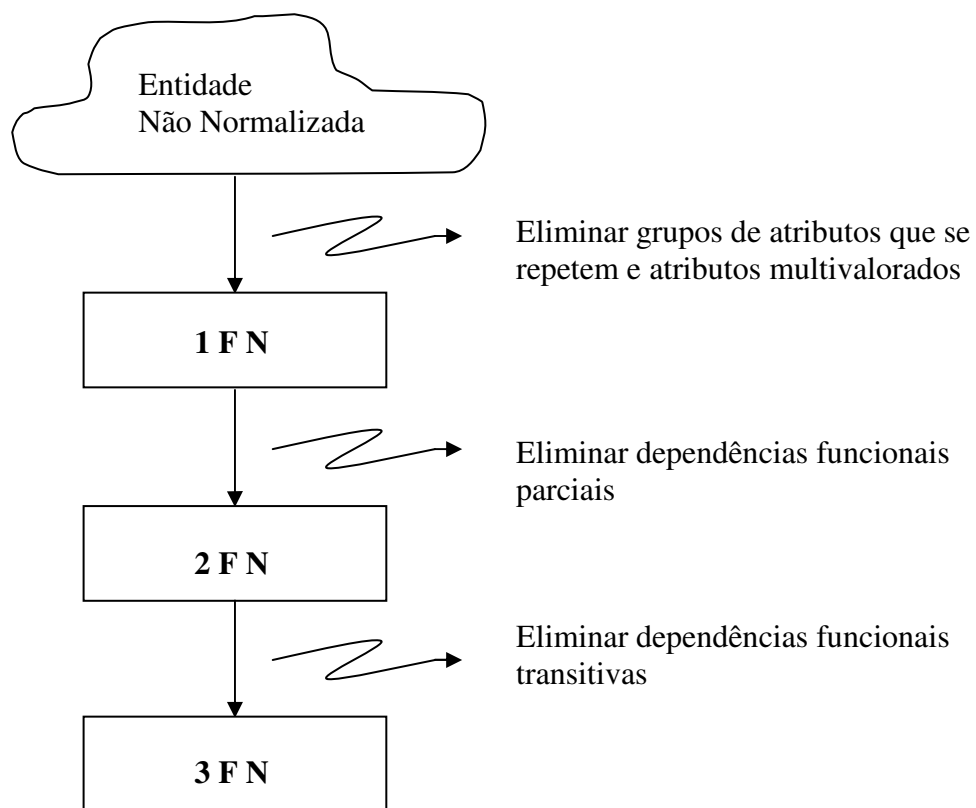 Entidade
Não Normalizada
Eliminar grupos de atributos que se
repetem e atributos multivalorados
1 F N
Eliminar dependências funcionais
parciais
2 F N
Eliminar dependências funcionais
transitivas
3 F N